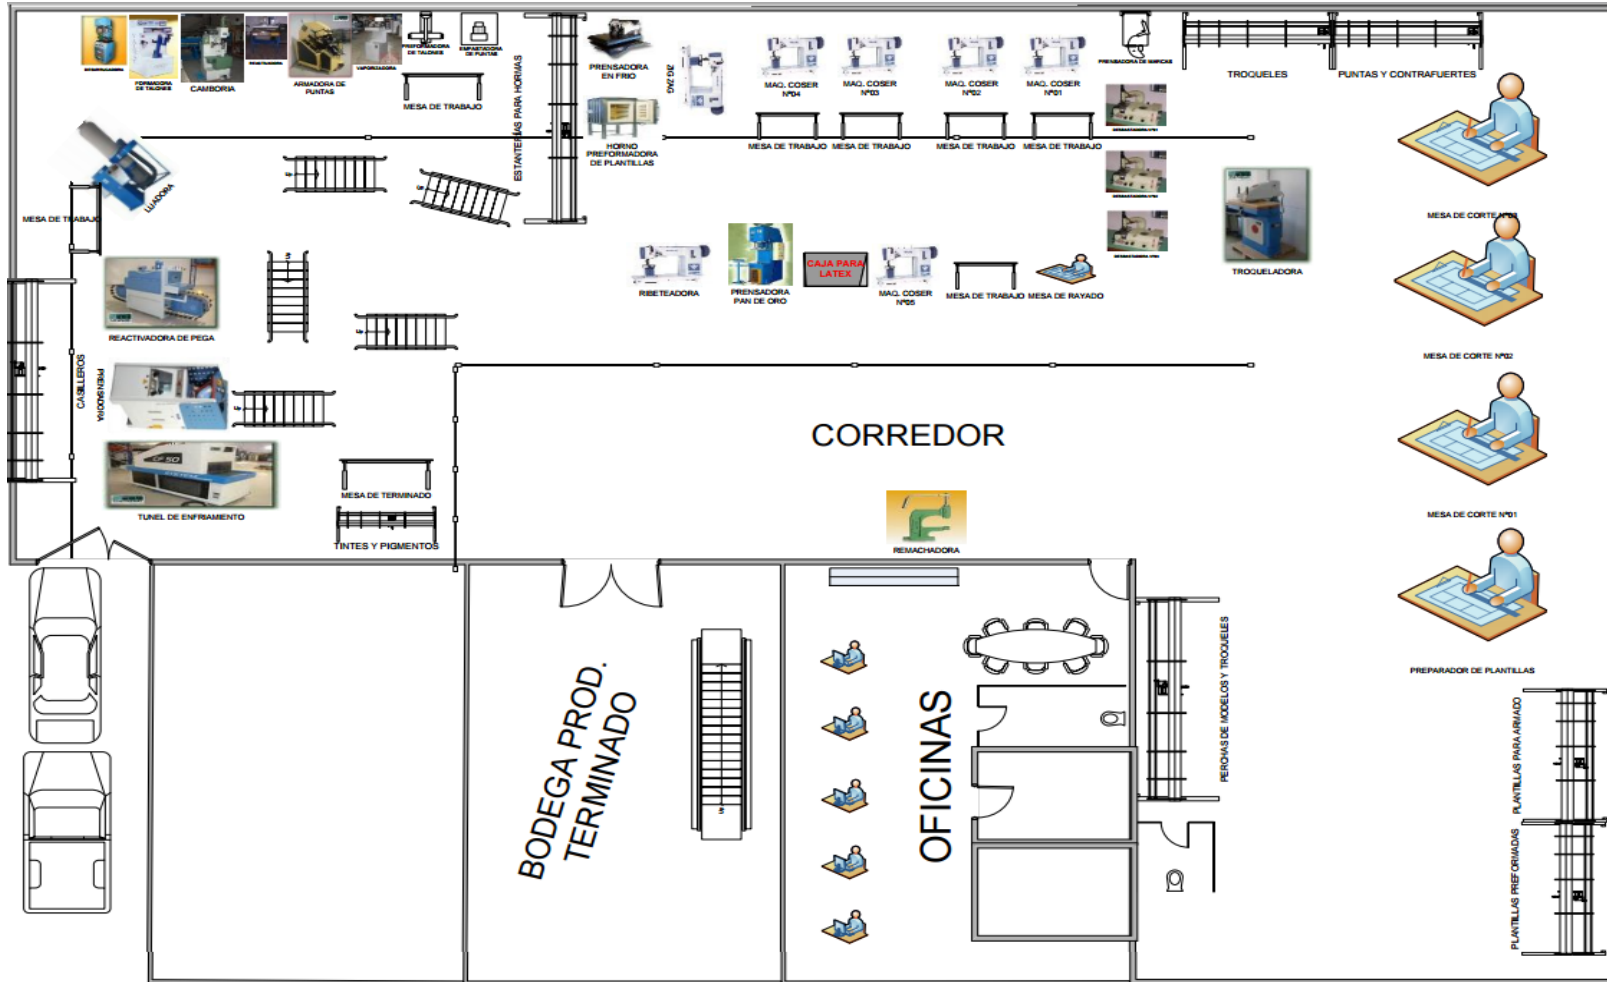 FORMADORA
DE TALONES
CAMBORIA
ARMADORA DE
PUNTAS
VAPORIZADORA
PREFORMADORA
DE TALONES
EMPASTADORA
DE PUNTAS
MESA DE TRABAJO
ESTANTERIAS PARA HORMAS
PRENSADORA
EN FRIO
HORNO
PREFORMADORA
DE PLANTILLAS
ZIG ZAG
MAQ. COSER
Nº04
MAQ. COSER
Nº03
MAQ. COSER
Nº02
MAQ. COSER
Nº01
MESA DE TRABAJO
MESA DE TRABAJO
MESA DE TRABAJO
MESA DE TRABAJO
PRENSADORA DE MARCAS
TROQUELES
PUNTAS Y CONTRAFUERTES
LIJADORA
MESA DE TRABAJO
MESA DE CORTE Nº03
TROQUELADORA
RIBETEADORA
PRENSADORA
PAN DE ORO
CAJA PARA
LATEX
MAQ. COSER
Nº05
MESA DE TRABAJO
MESA DE RAYADO
REACTIVADORA DE PEGA
CASILLEROS
PRENSADORA
MESA DE CORTE Nº02
CORREDOR
TUNEL DE ENFRIAMIENTO
MESA DE TERMINADO
TINTES Y PIGMENTOS
REMACHADORA
MESA DE CORTE Nº01
BODEGA PROD.
TERMINADO
OFICINAS
PERCHAS DE MODELOS Y TROQUELES
PREPARADOR DE PLANTILLAS
PLANTILLAS PARA ARMADO
PLANTILLAS PREFORMADAS